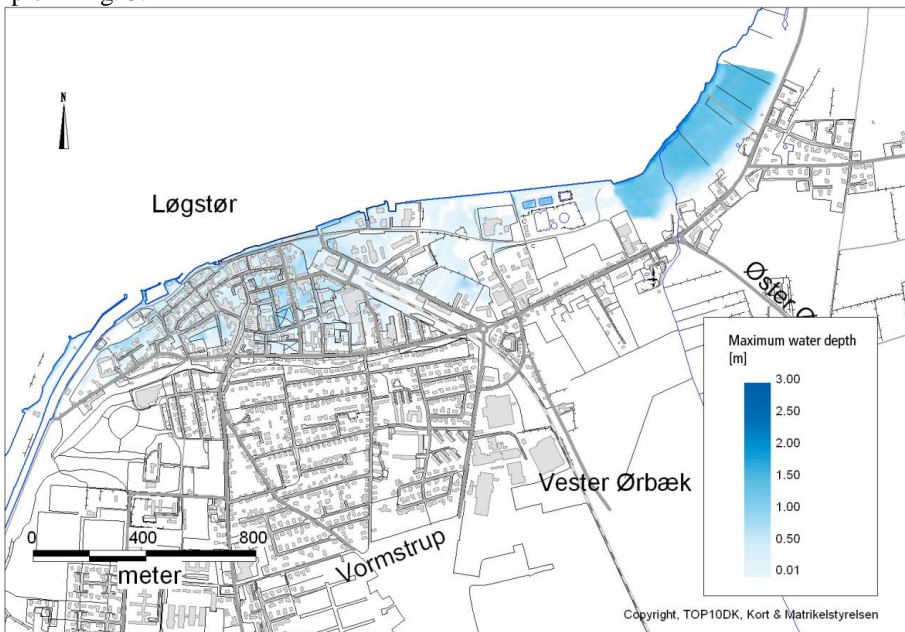 N
Løgstør
Øster Ø
Maximum water depth
[m]
3.00
2.50
2.00
1.50
1.00
0.50
0.01
Vester Ørbæk
0 400 800
meter
Vormstrup
Copyright, TOP10DK, Kort & Matrikelstyrelsen